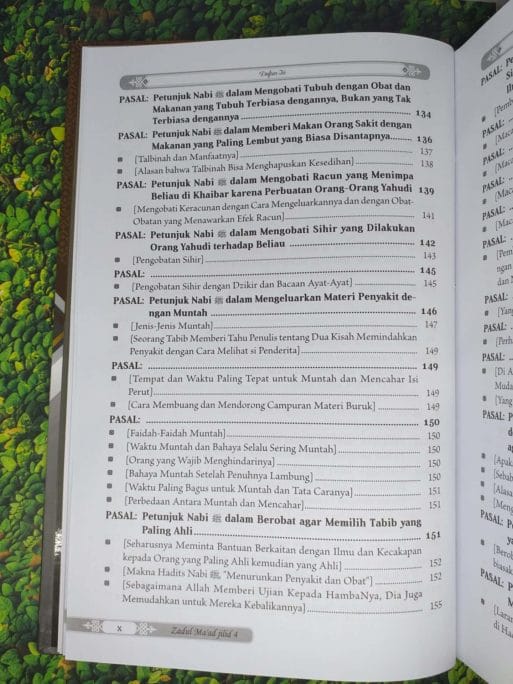 Daftar Isi
PASAL: Petunjuk Nabi ﷺ dalam Mengobati Tubuh dengan Obat dan
Makanan yang Tubuh Terbiasa dengannya, Bukan yang Tak
Terbiasa dengannya ........ 134
PASAL: Petunjuk Nabi ﷺ dalam Memberi Makan Orang Sakit dengan
Makanan yang Paling Lembut yang Biasa Disantapnya....... 136
[Talbinah dan Manfaatnya] ........ 137
[Alasan bahwa Talbinah Bisa Menghapuskan Kesedihan] ........ 138
PASAL: Petunjuk Nabi ﷺ dalam Mengobati Racun yang Menimpa
Beliau di Khaibar karena Perbuatan Orang-Orang Yahudi 139
[Mengobati Keracunan dengan Cara Mengeluarkannya dan dengan Obat-
Obatan yang Menawarkan Efek Racun] ........ 141
PASAL: Petunjuk Nabi ﷺ dalam Mengobati Sihir yang Dilakukan
Orang Yahudi terhadap Beliau ........ 142
[Pengobatan Sihir] ........ 143
PASAL: ........ 145
[Pengobatan Sihir dengan Dzikir dan Bacaan Ayat-Ayat] ........ 145
PASAL: Petunjuk Nabi ﷺ dalam Mengeluarkan Materi Penyakit de-
ngan Muntah ........ 146
[Jenis-Jenis Muntah] ........ 147
[Seorang Tabib Memberi Tahu Penulis tentang Dua Kisah Memindahkan
Penyakit dengan Cara Melihat si Penderita] ........ 149
PASAL: ........ 149
[Tempat dan Waktu Paling Tepat untuk Muntah dan Mencahar Isi
Perut] ........ 149
[Cara Membuang dan Mendorong Campuran Materi Buruk] ........ 149
PASAL: ........ 150
[Faidah-Faidah Muntah] ........ 150
[Waktu Muntah dan Bahaya Selalu Sering Muntah] ........ 150
[Orang yang Wajib Menghindarinya] ........ 150
[Bahaya Muntah Setelah Penuhnya Lambung] ........ 150
[Waktu Paling Bagus untuk Muntah dan Tata Caranya] ........ 151
[Perbedaan Antara Muntah dan Mencahar] ........ 151
PASAL: Petunjuk Nabi ﷺ dalam Berobat agar Memilih Tabib yang
Paling Ahli ........ 151
[Seharusnya Meminta Bantuan Berkaitan dengan Ilmu dan Kecakapan
kepada Orang yang Paling Ahli kemudian yang Ahli] ........ 152
[Makna Hadits Nabi ﷺ, "Menurunkan Penyakit dan Obat"] ........ 152
[Sebagaimana Allah Memberi Ujian Kepada HambaNya, Dia Juga
Memudahkan untuk Mereka Kebalikannya] ........ 155
x
Zadul Ma'ad jilid 4